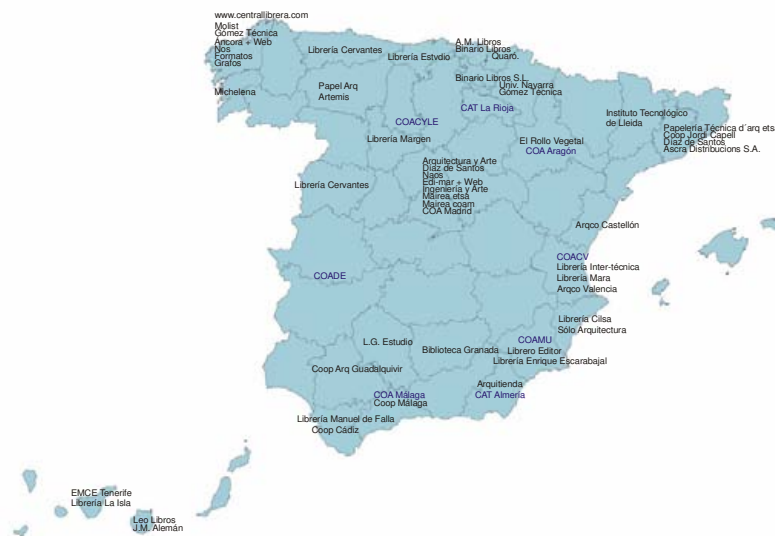 www.centrallibrera.com
Molist
Gómez Técnica
Ancora + Web
Nos
Formatos
Grafos
Michelena
Librería Cervantes
Papel Arq
Artemis
Librería Estvdio
A.M. Libros
Binario Libros
Quaro.
Binario Libros S.L.
Univ. Navarra
Gómez Técnica
CAT La Rioja
COACYLE
Librería Margen
El Rollo Vegetal
COA Aragón
Instituto Tecnológico
de Lleida
Papelería Técnica d´arq etsab
Coop Jordi Capell
Díaz de Santos
Ascra Distribucions S.A.
Arquitectura y Arte
Díaz de Santos
Naos
Edi-mar + Web
Ingeniería y Arte
Mairea etsa
Mairea coam
COA Madrid
Librería Cervantes
Arqco Castellón
COACV
Librería Inter-técnica
Librería Mara
Arqco Valencia
COADE
Librería Cilsa
Sólo Arquitectura
COAMU
Librero Editor
Librería Enrique Escarabajal
L.G. Estudio
Biblioteca Granada
Coop Arq Guadalquivir
Arquitienda
CAT Almería
COA Málaga
Coop Málaga
Librería Manuel de Falla
Coop Cádiz
EMCE Tenerife
Librería La Isla
Leo Libros
J.M. Alemán